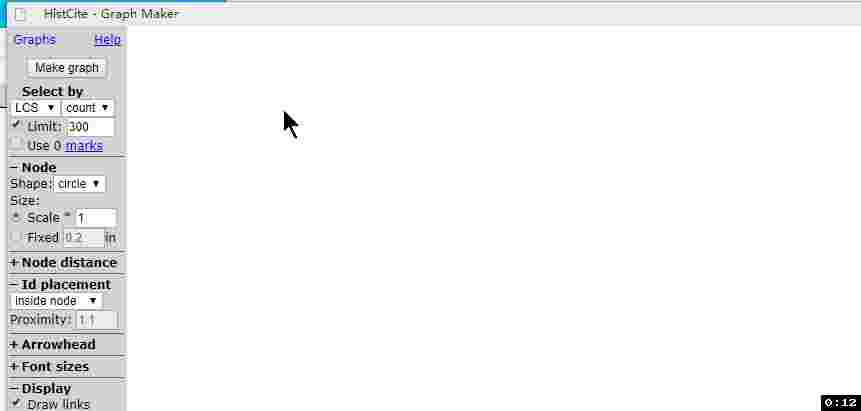 HistCite - Graph Maker
Graphs Help
Make graph
Select by
LCS count
Limit: 300
Use 0 marks
− Node
Shape: circle
Size:
Scale * 1
Fixed 0.2 in
+ Node distance
− Id placement
inside node
Proximity: 1.1
+ Arrowhead
+ Font sizes
− Display
Draw links
0:12